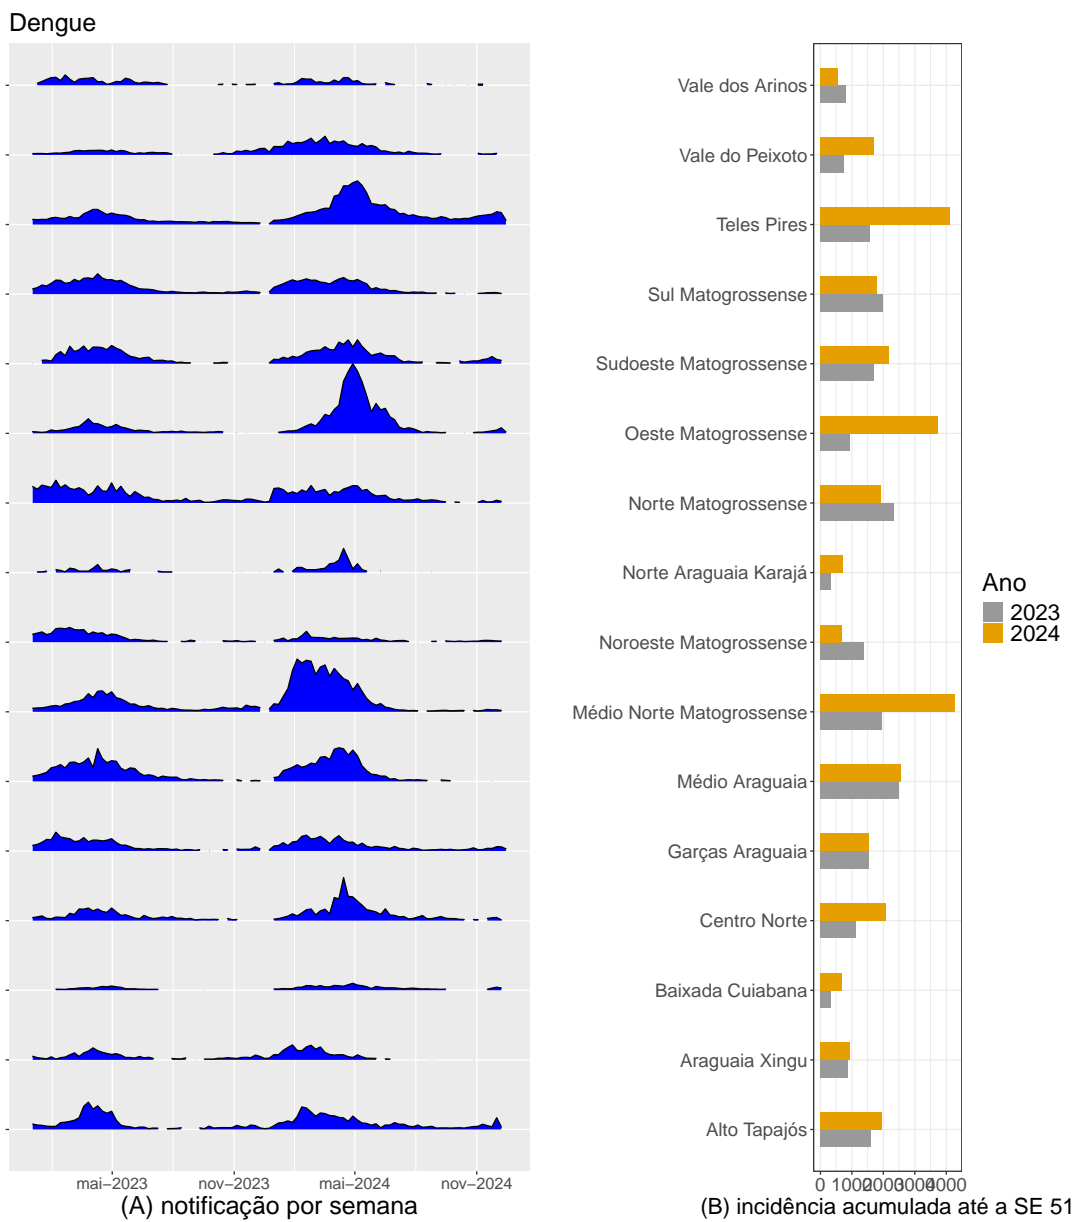 Dengue
Vale dos Arinos
Vale do Peixoto
Teles Pires
Sul Matogrossense
Sudoeste Matogrossense
Oeste Matogrossense
Norte Matogrossense
Norte Araguaia Karajá
Noroeste Matogrossense
Médio Norte Matogrossense
Médio Araguaia
Garças Araguaia
Centro Norte
Baixada Cuiabana
Araguaia Xingu
Alto Tapajós
Ano
2023
2024
mai−2023 nov−2023 mai−2024 nov−2024
0 1000 2000 3000 4000
(A) notificação por semana
(B) incidência acumulada até a SE 51